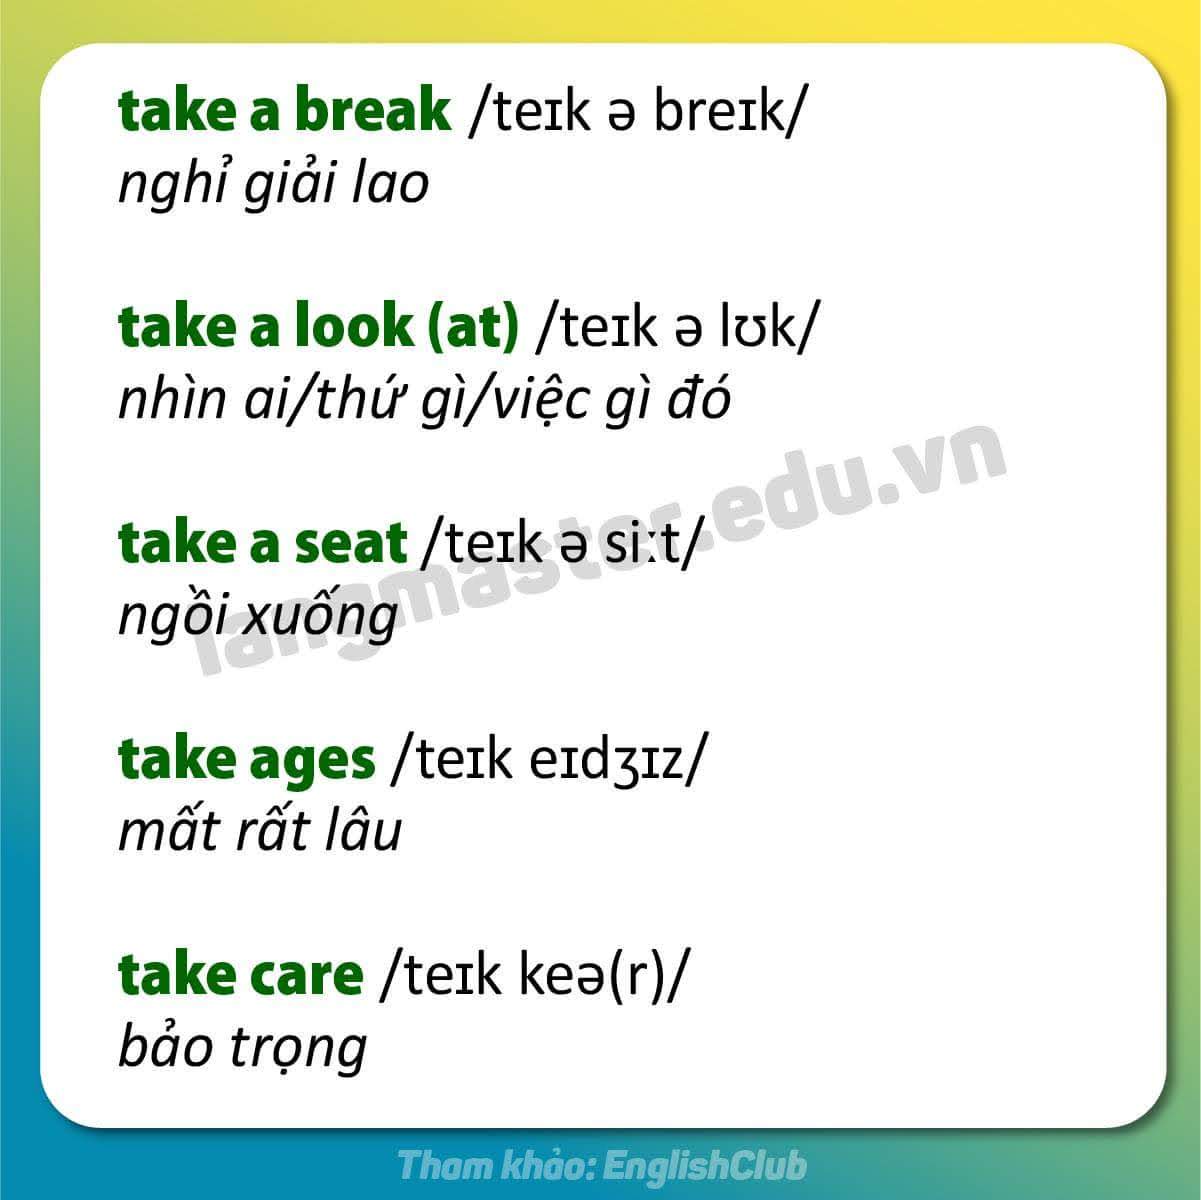 take a break /teɪk ə breɪk/
nghỉ giải lao
take a look (at) /teɪk ə lʊk/
nhìn ai/thứ gì/việc gì đó
take a seat /teɪk ə siːt/
ngồi xuống
take ages /teɪk eɪdʒɪz/
mất rất lâu
take care /teɪk keə(r)/
bảo trọng
langmaster.edu.vn
Tham khảo: EnglishClub